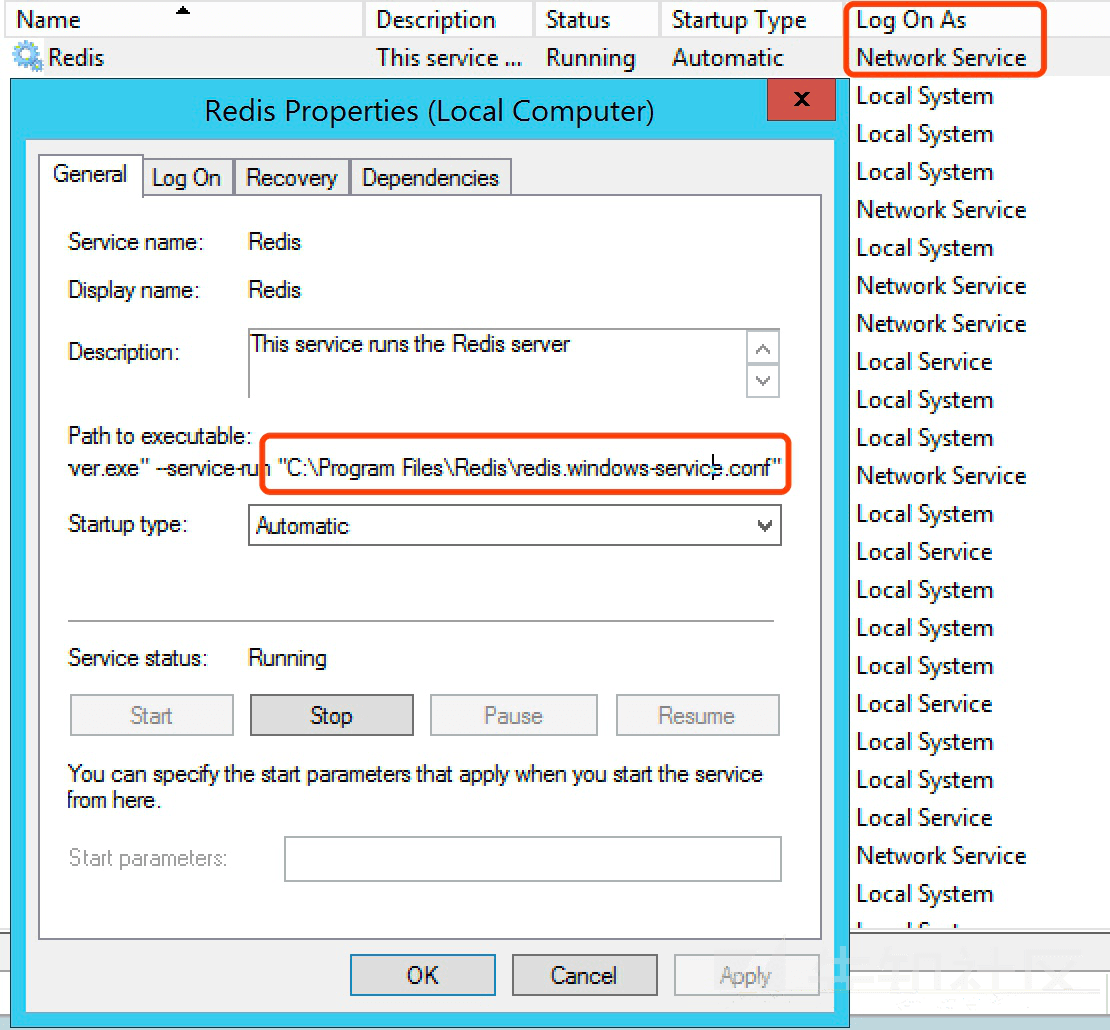 Name Description Status Startup Type Log On As
Redis This service ... Running Automatic Network Service
Redis Properties (Local Computer)
General Log On Recovery Dependencies
Service name: Redis
Display name: Redis
Description: This service runs the Redis server
Path to executable:
ver.exe" --service-run "C:\Program Files\Redis\redis.windows-service.conf"
Startup type: Automatic
Service status: Running
Start Stop Pause Resume
You can specify the start parameters that apply when you start the service
from here.
Start parameters:
OK Cancel Apply
Local System
Local System
Local System
Network Service
Local System
Network Service
Network Service
Local Service
Local System
Local System
Network Service
Local System
Local Service
Local System
Local System
Local System
Local Service
Local System
Local System
Local Service
Network Service
Local System